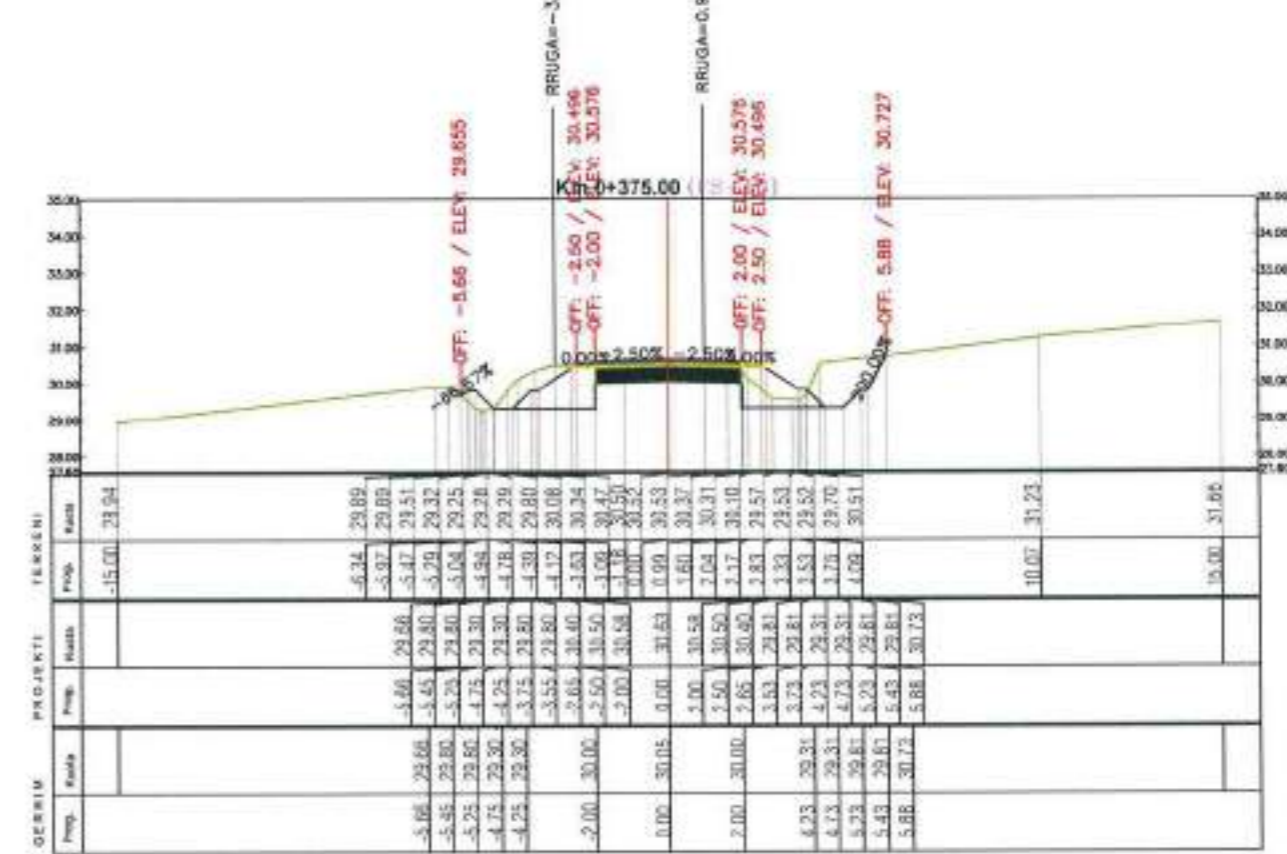 RRUGA=-3
RRUGA=0.
OFF: -5.66 / ELEV: 29.655
OFF: -2.50 / ELEV: 30.496
OFF: -2.00 / ELEV: 30.576
OFF: 2.00 / ELEV: 30.576
OFF: 2.50 / ELEV: 30.496
OFF: 5.88 / ELEV: 30.727
Km 0+375.00
35.00
34.00
33.00
32.00
31.00
30.00
29.00
28.00
0.00% 2.50% -2.50% 0.00%
TERRENI
Kuota 28.94 29.89 29.89 29.51 29.32 29.25 29.28 29.29 29.80 30.08 30.34 30.47 30.50 30.52 30.53 30.37 30.31 30.10 29.57 29.53 29.52 29.70 30.51 31.23 31.66
Prog. -15.00 -6.34 -5.97 -5.47 -5.29 -5.04 -4.94 -4.78 -4.39 -4.12 -3.63 -3.09 -1.18 0.00 0.99 1.60 2.04 2.17 2.83 3.33 3.53 3.75 4.09 10.07 15.00
PROJEKTI
Kuota 29.66 29.80 29.80 29.30 29.30 29.80 29.80 30.40 30.50 30.58 30.63 30.58 30.50 30.40 29.81 29.81 29.31 29.31 29.81 29.81 30.73
Prog. -5.66 -5.45 -5.25 -4.75 -4.25 -3.75 -3.55 -2.65 -2.50 -2.00 0.00 2.00 2.50 2.65 3.53 3.73 4.23 4.73 5.23 5.43 5.88
GERRIM
Kuota 29.66 29.80 29.80 29.30 29.30 30.00 30.05 30.00 29.31 29.31 29.81 29.81 30.73
Prog. -5.66 -5.45 -5.25 -4.75 -4.25 -2.00 0.00 2.00 4.23 4.73 5.23 5.43 5.88